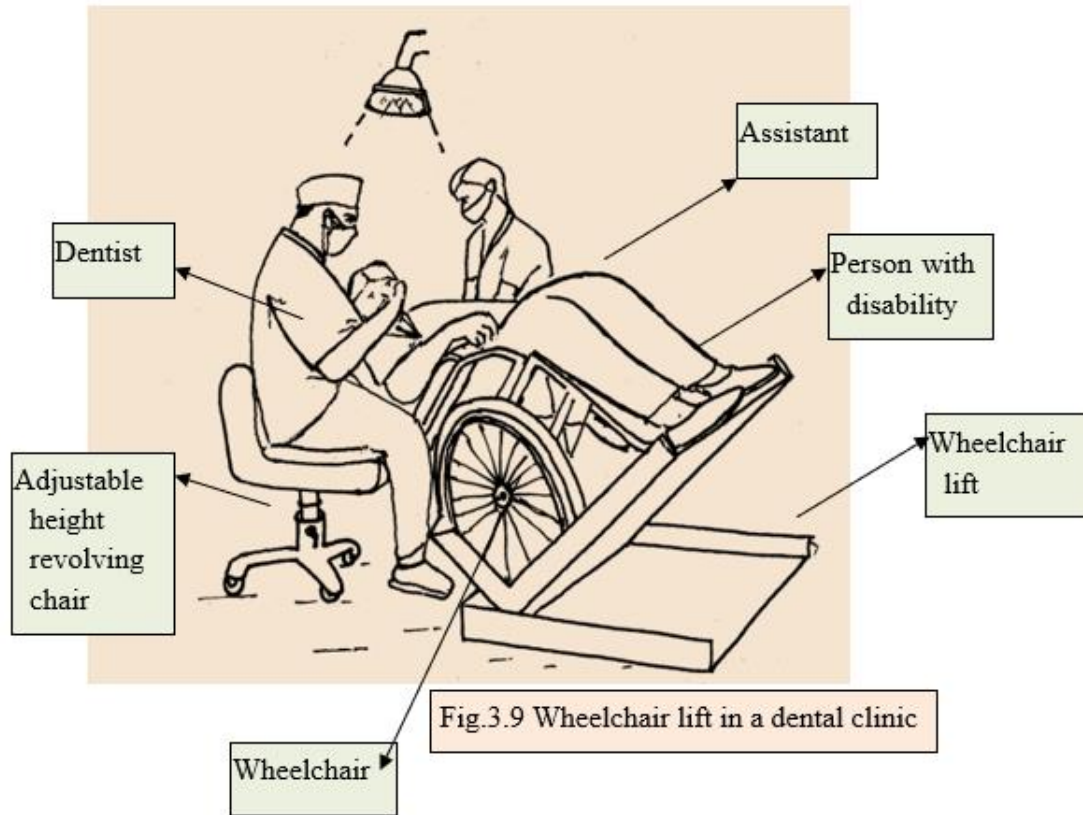 Assistant
Dentist
Person with
disability
Wheelchair
lift
Adjustable
height
revolving
chair
Fig.3.9 Wheelchair lift in a dental clinic
Wheelchair